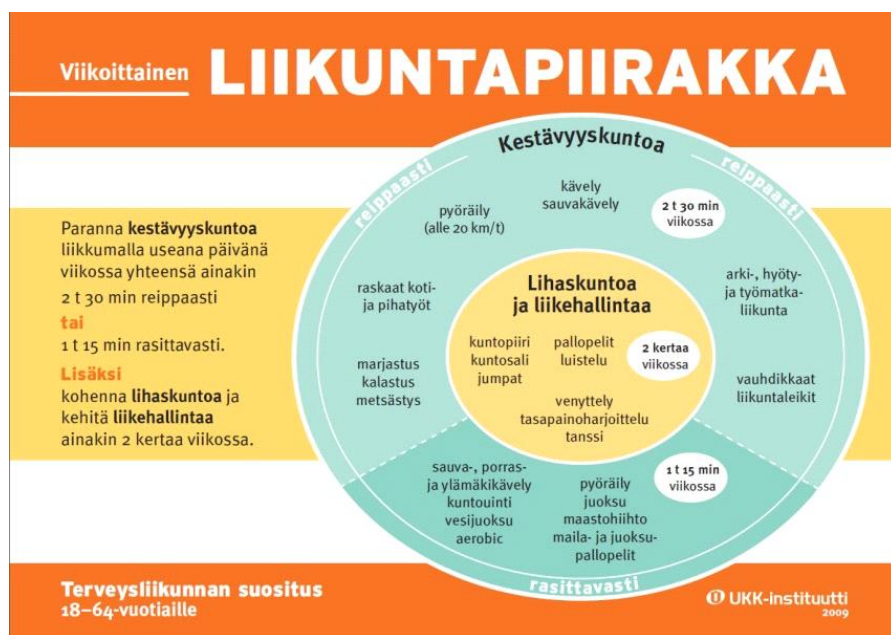 Viikoittainen LIIKUNTAPIIRAKKA
Paranna kestävyyskuntoa
liikkumalla useana päivänä
viikossa yhteensä ainakin
2 t 30 min reippaasti
tai
1 t 15 min rasittavasti.
Lisäksi
kohenna lihaskuntoa ja
kehitä liikehallintaa
ainakin 2 kertaa viikossa.
Kestävyyskuntoa
reippaasti
reippaasti
kävely
sauvakävely
2 t 30 min
viikossa
pyöräily
(alle 20 km/t)
raskaat koti-
ja pihatyöt
marjastus
kalastus
metsästys
arki-, hyöty-
ja työmatka-
liikunta
vauhdikkaat
liikuntaleikit
Lihaskuntoa
ja liikehallintaa
kuntopiiri
kuntosali
jumpat
pallopelit
luistelu
2 kertaa
viikossa
venyttely
tasapainoharjoittelu
tanssi
sauva-, porras-
ja ylämäkikävely
kuntouinti
vesijuoksu
aerobic
pyöräily
juoksu
maastohiihto
maila- ja juoksu-
pallopelit
1 t 15 min
viikossa
rasittavasti
Terveysliikunnan suositus
18–64-vuotiaille
UKK-instituutti
2009